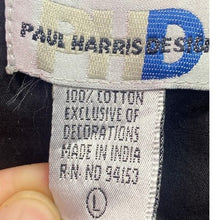 PHD
PAUL HARRIS DESIGN
100% COTTON
EXCLUSIVE OF
DECORATIONS
MADE IN INDIA
R.N. NO 94153
L